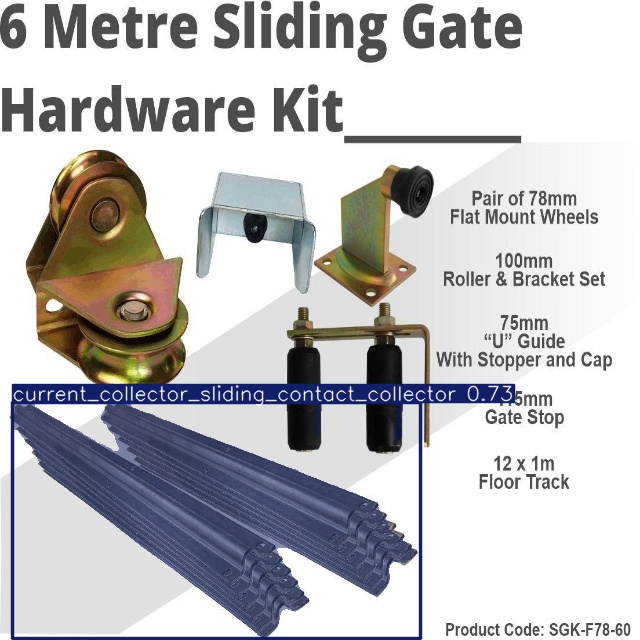 6 Metre Sliding Gate
Hardware Kit
Pair of 78mm
Flat Mount Wheels
100mm
Roller & Bracket Set
75mm
“U” Guide
With Stopper and Cap
current_collector_sliding_contact_collector 0.73
Gate Stop
12 x 1m
Floor Track
Product Code: SGK-F78-60